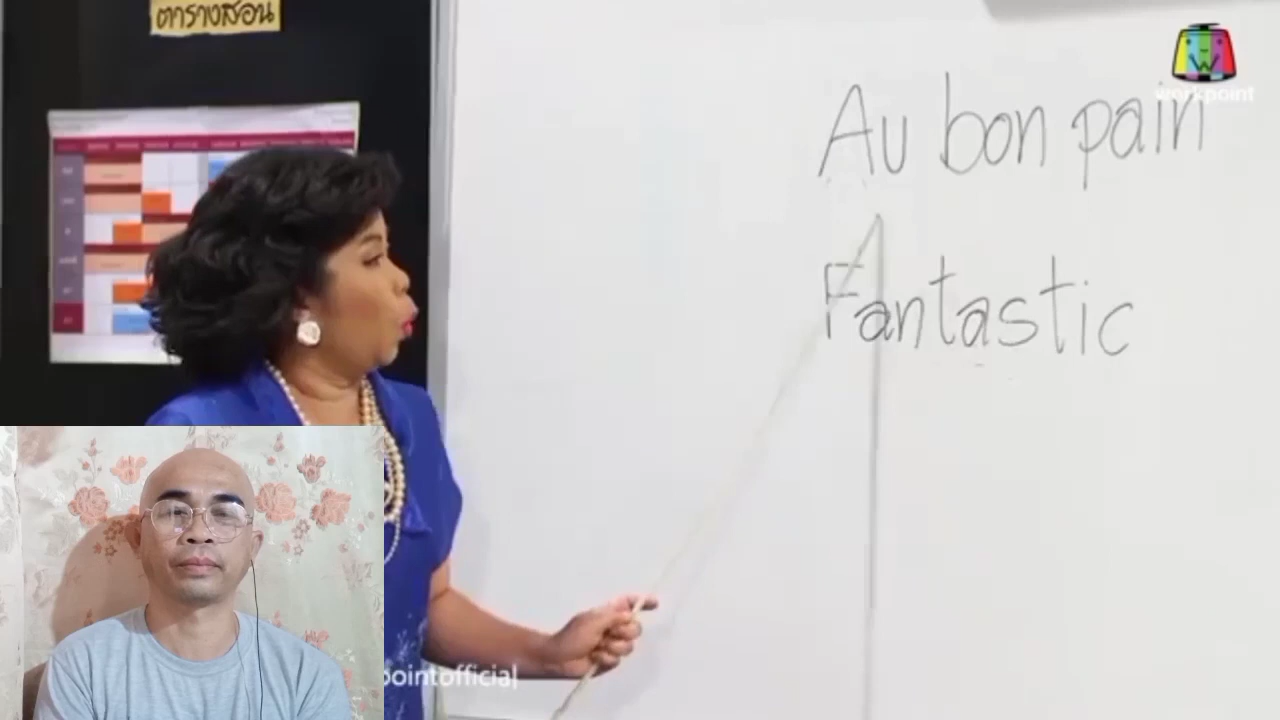 ตารางสอน
workpoint
Au bon pain
Fantastic
pointofficial